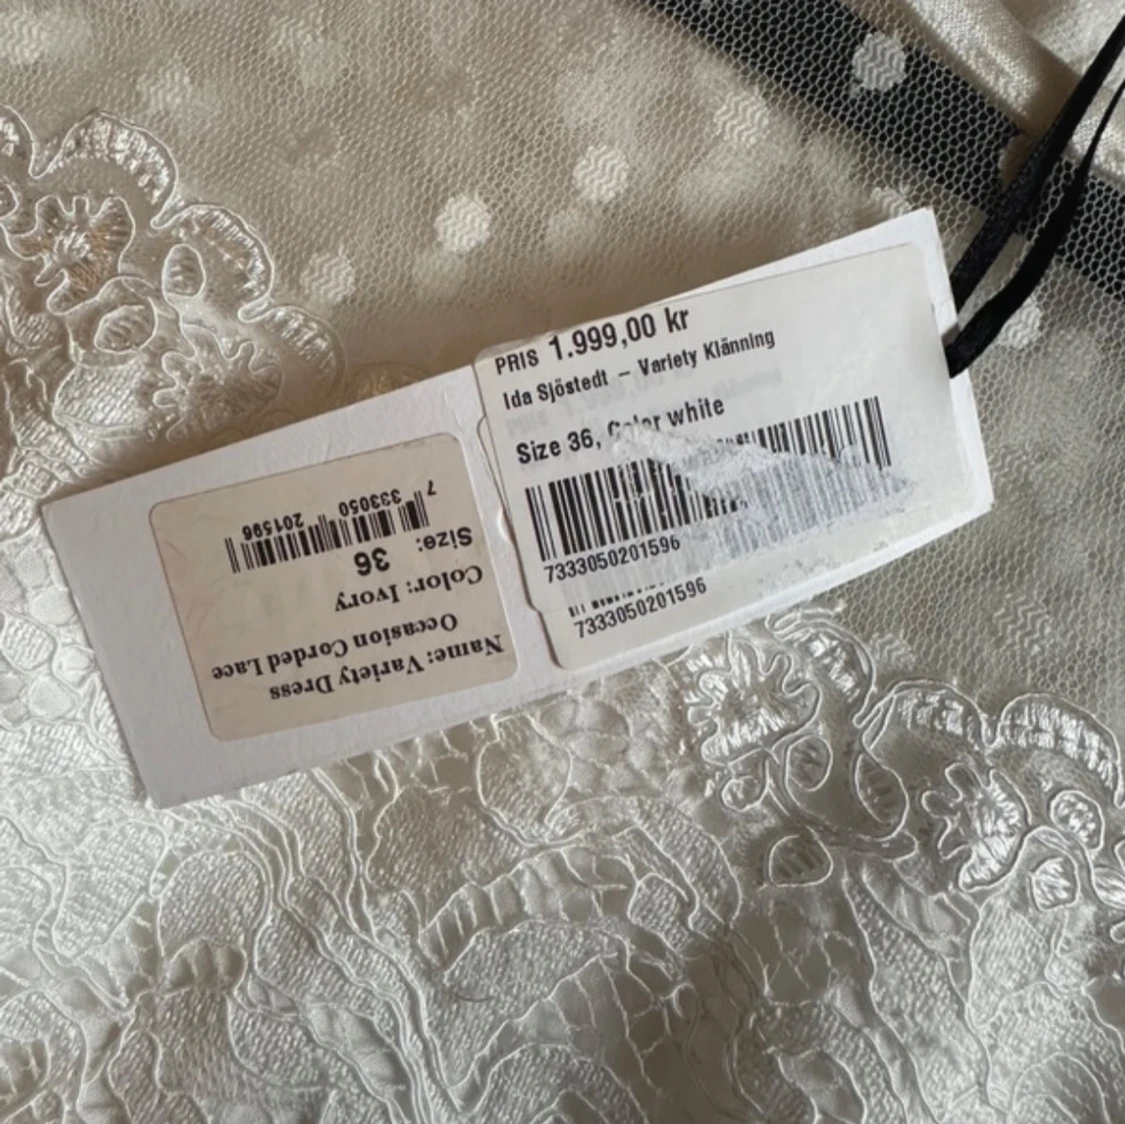 PRIS 1.999,00 kr
Ida Sjöstedt – Variety Klänning
Size 36, Color white
7333050201596
7333050201596
Name: Variety Dress
Occasion Corded Lace
Color: Ivory
Size: 36
7 333050 201596